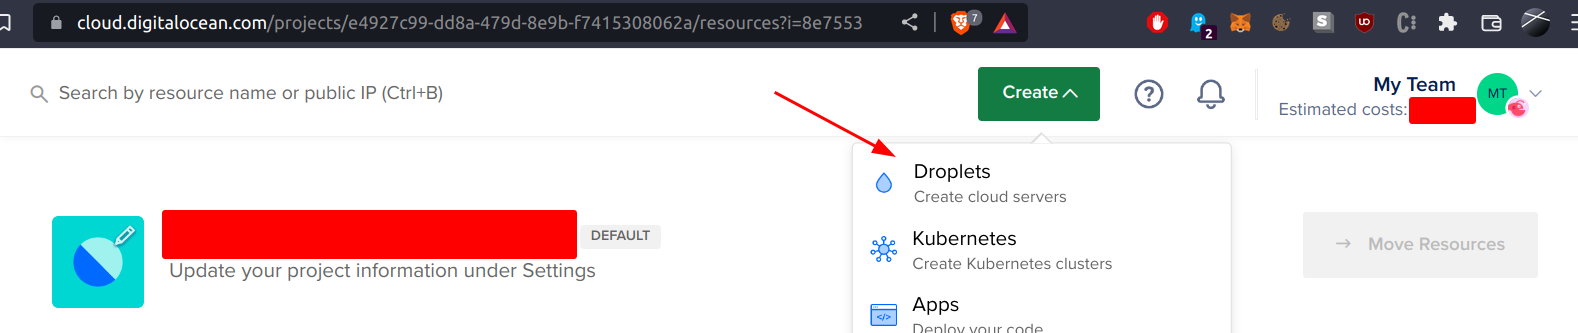 cloud.digitalocean.com/projects/e4927c99-dd8a-479d-8e9b-f7415308062a/resources?i=8e7553
7
2
S
UD
Search by resource name or public IP (Ctrl+B)
Create
?
My Team
Estimated costs:
MT
Droplets
Create cloud servers
DEFAULT
Update your project information under Settings
Kubernetes
Create Kubernetes clusters
→ Move Resources
Apps
Deploy your code